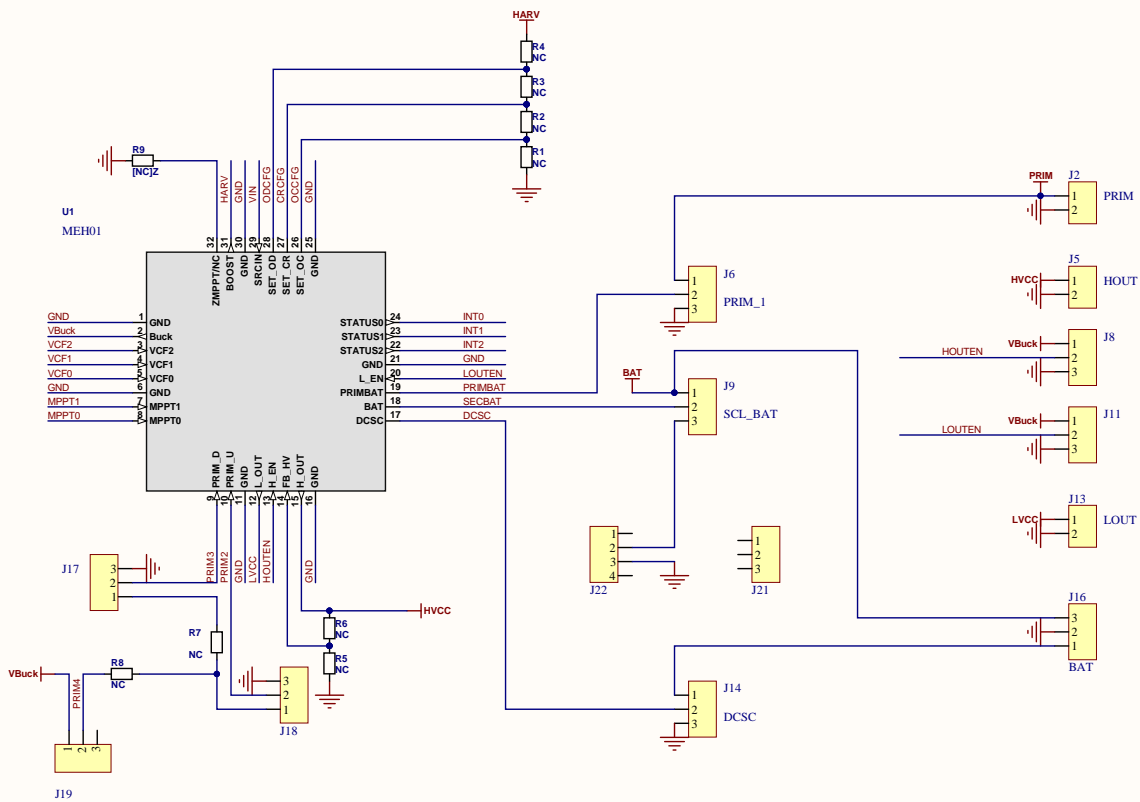 HARV
R4
NC
R3
NC
R2
NC
R1
NC
R9
[NC]Z
HARV
GND
VIN
ODCFG
CRCFG
OCCFG
GND
U1
MEH01
32
31
30
29
28
27
26
25
ZMPPT/NC
BOOST
GND
SRCIN
SET_OD
SET_CR
SET_OC
GND
GND 1 GND
VBuck 2 Buck
VCF2 3 VCF2
VCF1 4 VCF1
VCF0 5 VCF0
GND 6 GND
MPPT1 7 MPPT1
MPPT0 8 MPPT0
STATUS0 24 INT0
STATUS1 23 INT1
STATUS2 22 INT2
GND 21 GND
L_EN 20 LOUTEN
PRIMBAT 19 PRIMBAT
BAT 18 SECBAT
DCSC 17 DCSC
PRIM_D
PRIM_U
GND
L_OUT
H_EN
FB_HV
H_OUT
GND
9
10
11
12
13
14
15
16
PRIM3
PRIM2
GND
LVCC
HOUTEN
GND
J17
3
2
1
R7
NC
R8
NC
VBuck
PRIM4
1
2
3
J19
3
2
1
J18
R6
NC
R5
NC
HVCC
J6
1
2
3
PRIM_1
BAT
J9
1
2
3
SCL_BAT
1
2
3
4
J22
1
2
3
J21
J14
1
2
3
DCSC
PRIM
J2
1
2
PRIM
J5
HVCC
1
2
HOUT
J8
VBuck
HOUTEN
1
2
3
J11
VBuck
LOUTEN
1
2
3
J13
LVCC
1
2
LOUT
J16
3
2
1
BAT